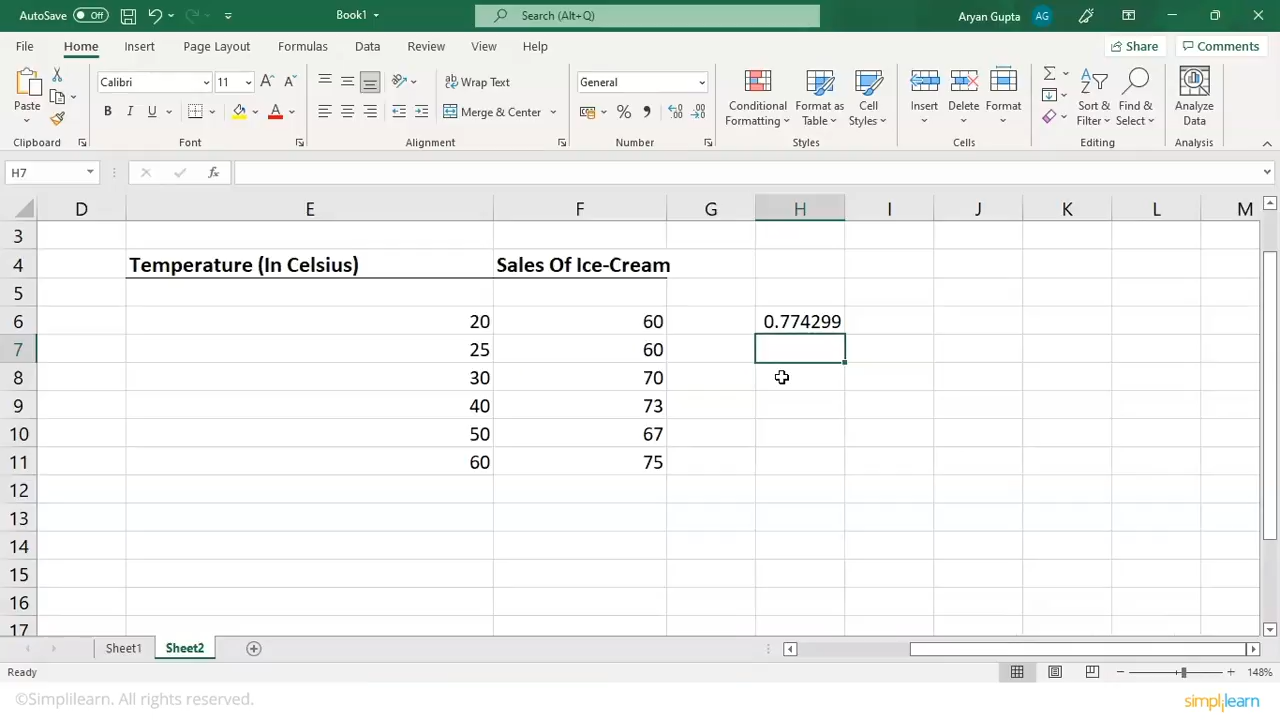 AutoSave Off Book1 Search (Alt+Q) Aryan Gupta AG
File Home Insert Page Layout Formulas Data Review View Help Share Comments
Paste
Clipboard
Calibri 11
B I U
Font
Wrap Text
Merge & Center
Alignment
General
Number
Conditional Formatting
Format as Table
Cell Styles
Styles
Insert
Delete
Format
Cells
Sort & Filter
Find & Select
Editing
Analyze Data
Analysis
H7 fx
D E F G H I J K L M
3
4 Temperature (In Celsius) Sales Of Ice-Cream
5
6 20 60 0.774299
7 25 60
8 30 70
9 40 73
10 50 67
11 60 75
12
13
14
15
16
17
Sheet1 Sheet2
Ready 148%
©Simplilearn. All rights reserved. simplilearn